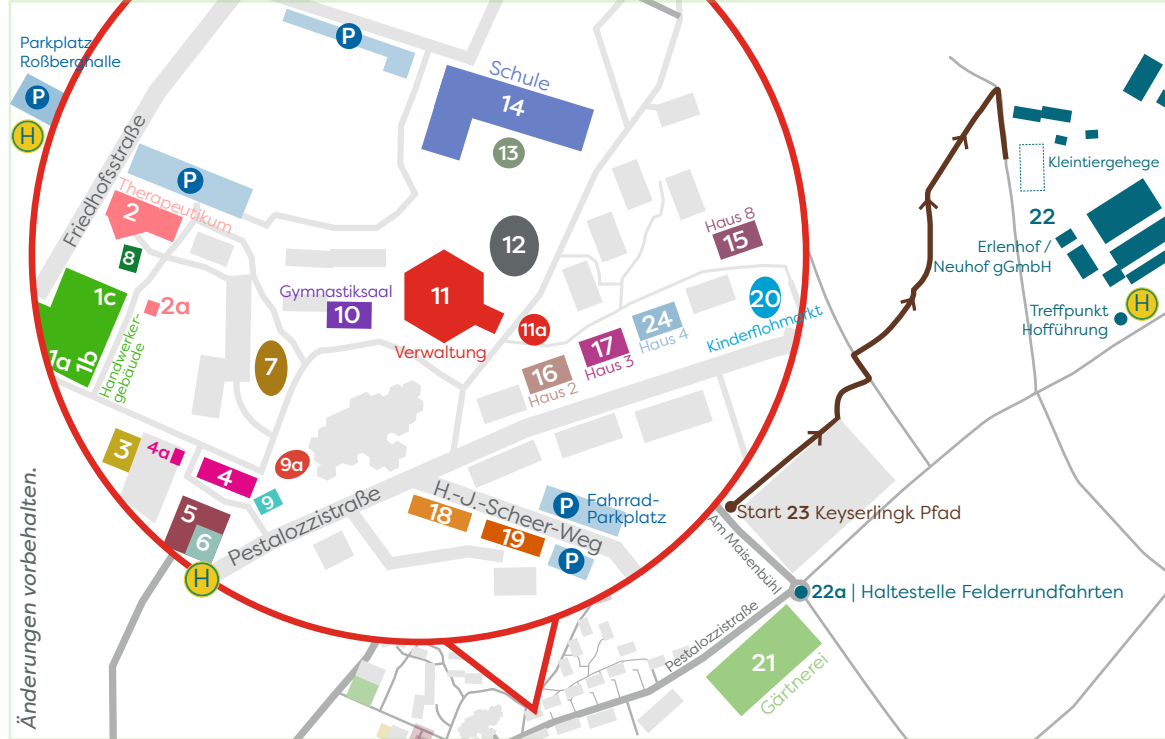 Parkplatz
Roßberghalle
P
H
P
Schule
14
13
Friedhofsstraße
P
Therapeutikum
2
8
1c
1a
1b
2a
Handwerker-
gebäude
Gymnastiksaal
10
11
Verwaltung
11a
12
Haus 8
15
20
Kinderflohmarkt
24
Haus 4
17
Haus 3
16
Haus 2
7
3
4a
4
9a
9
5
6
H
Pestalozzistraße
H.-J.-Scheer-Weg
18
19
P
Fahrrad-
Parkplatz
P
Kleintiergehege
22
Erlenhof /
Neuhof gGmbH
H
Treffpunkt
Hofführung
Start 23 Keyserlingk Pfad
Am Maisenbühl
22a | Haltestelle Felderrundfahrten
Pestalozzistraße
21
Gärtnerei
Änderungen vorbehalten.